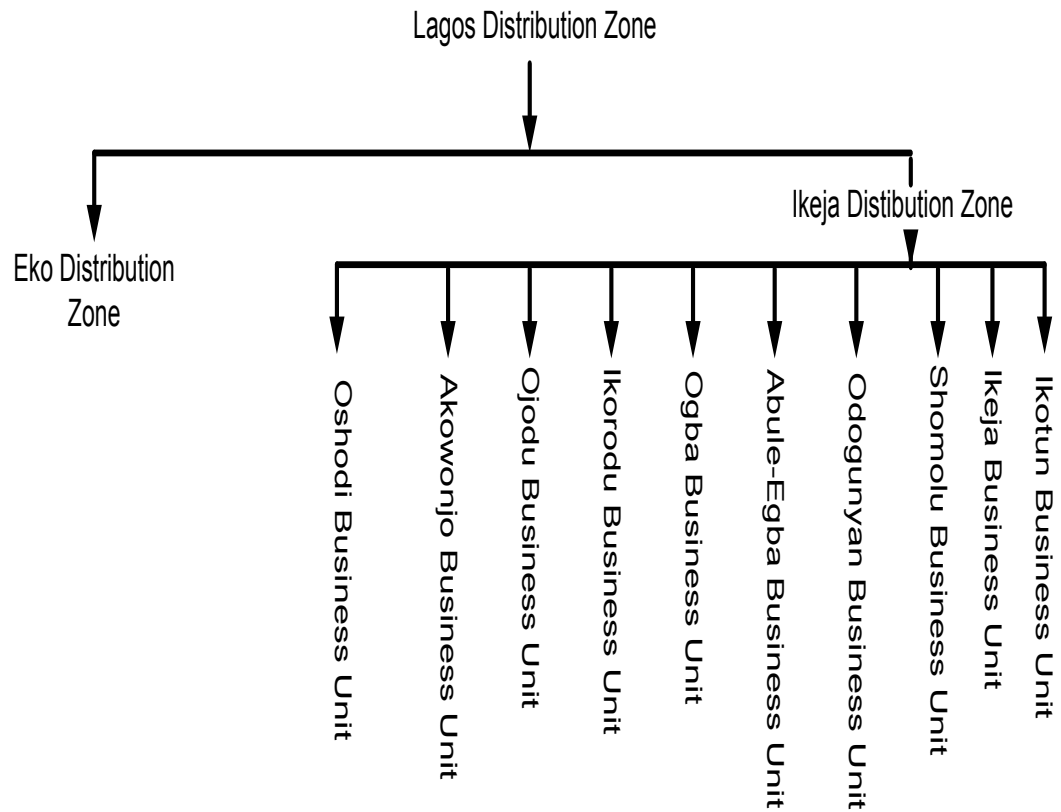 Lagos Distribution Zone
Ikeja Distibution Zone
Eko Distribution
Zone
Oshodi Business Unit
Akowonjo Business Unit
Ojodu Business Unit
Ikorodu Business Unit
Ogba Business Unit
Abule-Egba Business Unit
Odogunyan Business Unit
Shomolu Business Unit
Ikeja Business Unit
Ikotun Business Unit